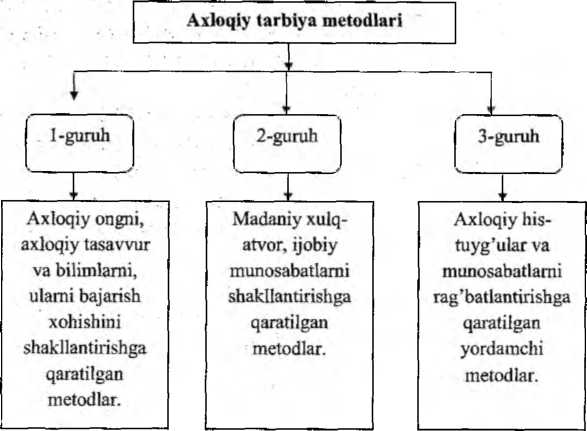 Axloqiy tarbiya metodlari
1-guruh
2-guruh
3-guruh
Axloqiy ongni,
axloqiy tasavvur
va bilimlarni,
ularni bajarish
xohishini
shakllantirishga
qaratilgan
metodlar.
Madaniy xulq-
atvor, ijobiy
munosabatlarni
shakllantirishga
qaratilgan
metodlar.
Axloqiy his-
tuyg'ular va
munosabatlarni
rag'batlantirishga
qaratilgan
yordamchi
metodlar.